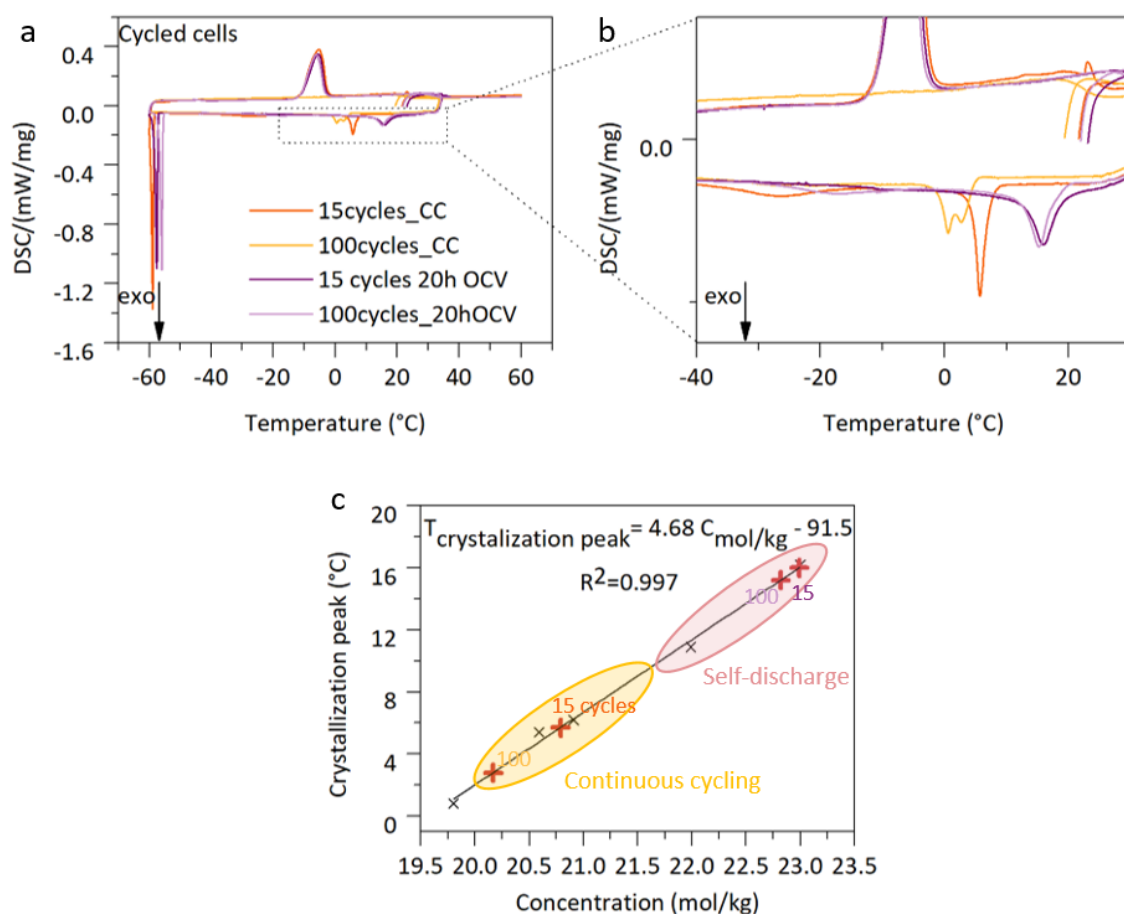 a
Cycled cells
0.4
0.0
-0.4
-0.8
-1.2
-1.6
DSC/(mW/mg)
15cycles_CC
100cycles_CC
15 cycles 20h OCV
100cycles_20hOCV
exo
-60
-40
-20
0
20
40
60
Temperature (°C)
b
0.0
DSC/(mW/mg)
exo
-40
-20
0
20
Temperature (°C)
c
T crystalization peak = 4.68 C mol/kg - 91.5
R²=0.997
20
16
12
8
4
0
Crystallization peak (°C)
100
15
Self-discharge
15 cycles
100
Continuous cycling
19.5
20.0
20.5
21.0
21.5
22.0
22.5
23.0
23.5
Concentration (mol/kg)